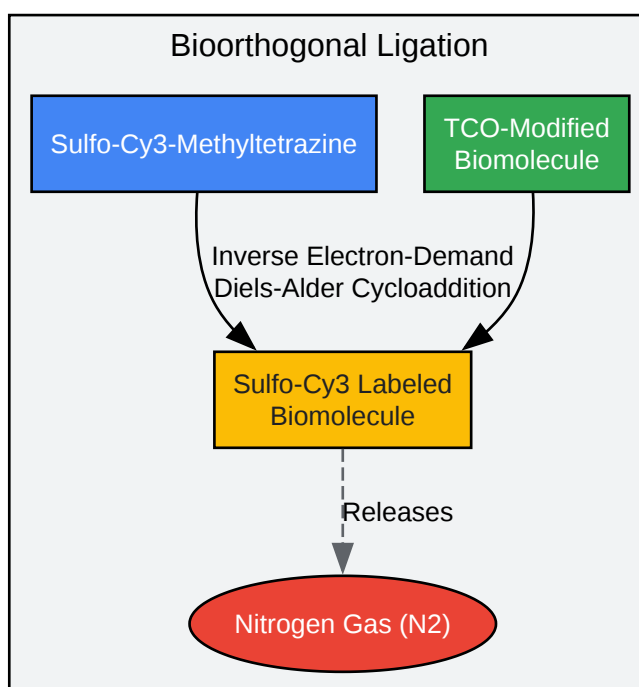 Bioorthogonal Ligation
Sulfo-Cy3-Methyltetrazine
TCO-Modified
Biomolecule
Inverse Electron-Demand
Diels-Alder Cycloaddition
Sulfo-Cy3 Labeled
Biomolecule
Releases
Nitrogen Gas (N2)